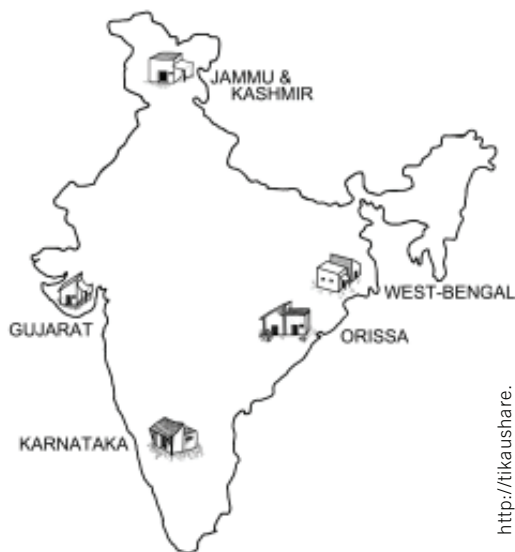 JAMMU &
KASHMIR
WEST-BENGAL
GUJARAT
ORISSA
KARNATAKA
http://tikaushare.